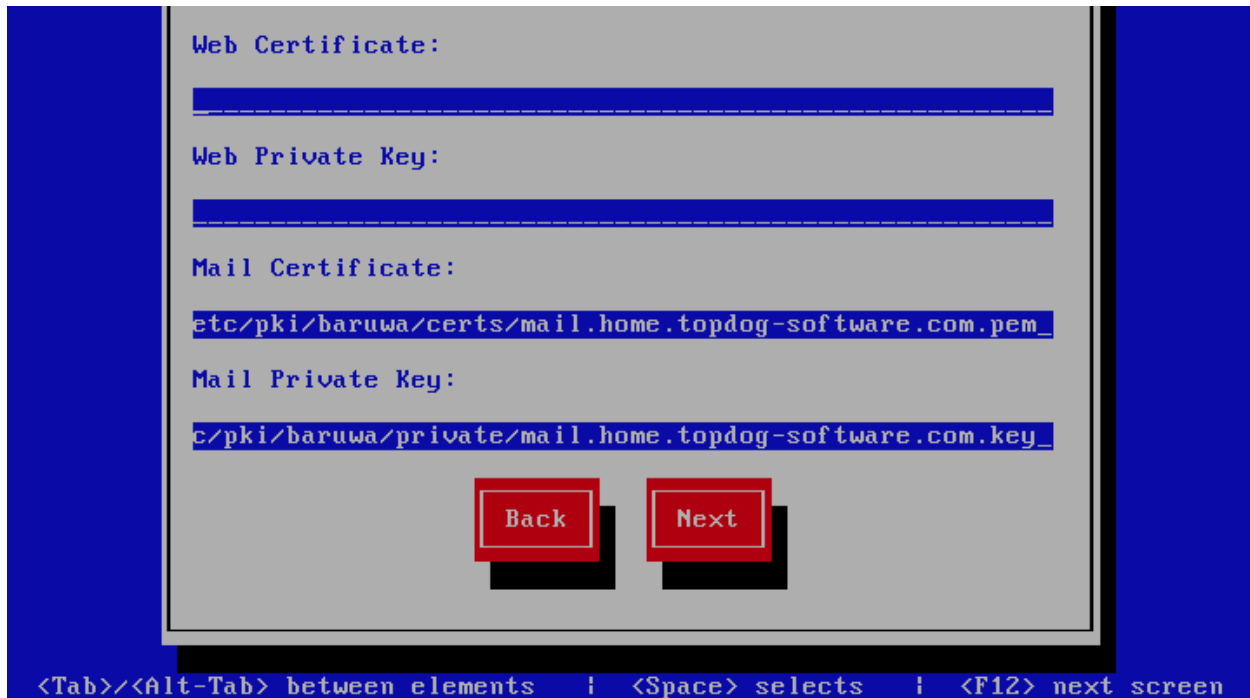 Web Certificate:
Web Private Key:
Mail Certificate:
etc/pki/baruwa/certs/mail.home.topdog-software.com.pem_
Mail Private Key:
c/pki/baruwa/private/mail.home.topdog-software.com.key_
Back Next
<Tab>/<Alt-Tab> between elements | <Space> selects | <F12> next screen